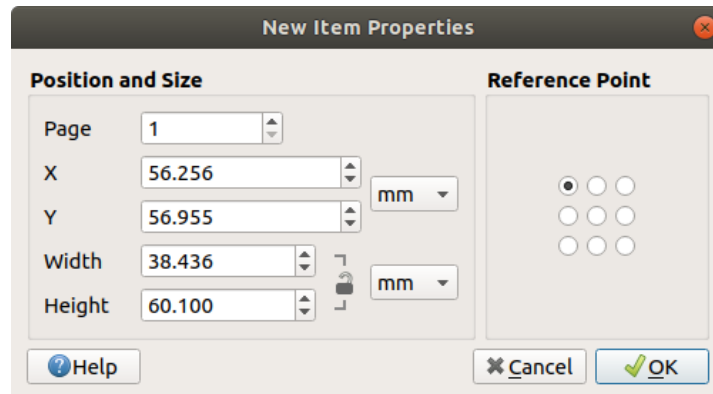 New Item Properties
Position and Size
Reference Point
Page 1
X 56.256
mm
Y 56.955
Width 38.436
mm
Height 60.100
Help
Cancel
OK